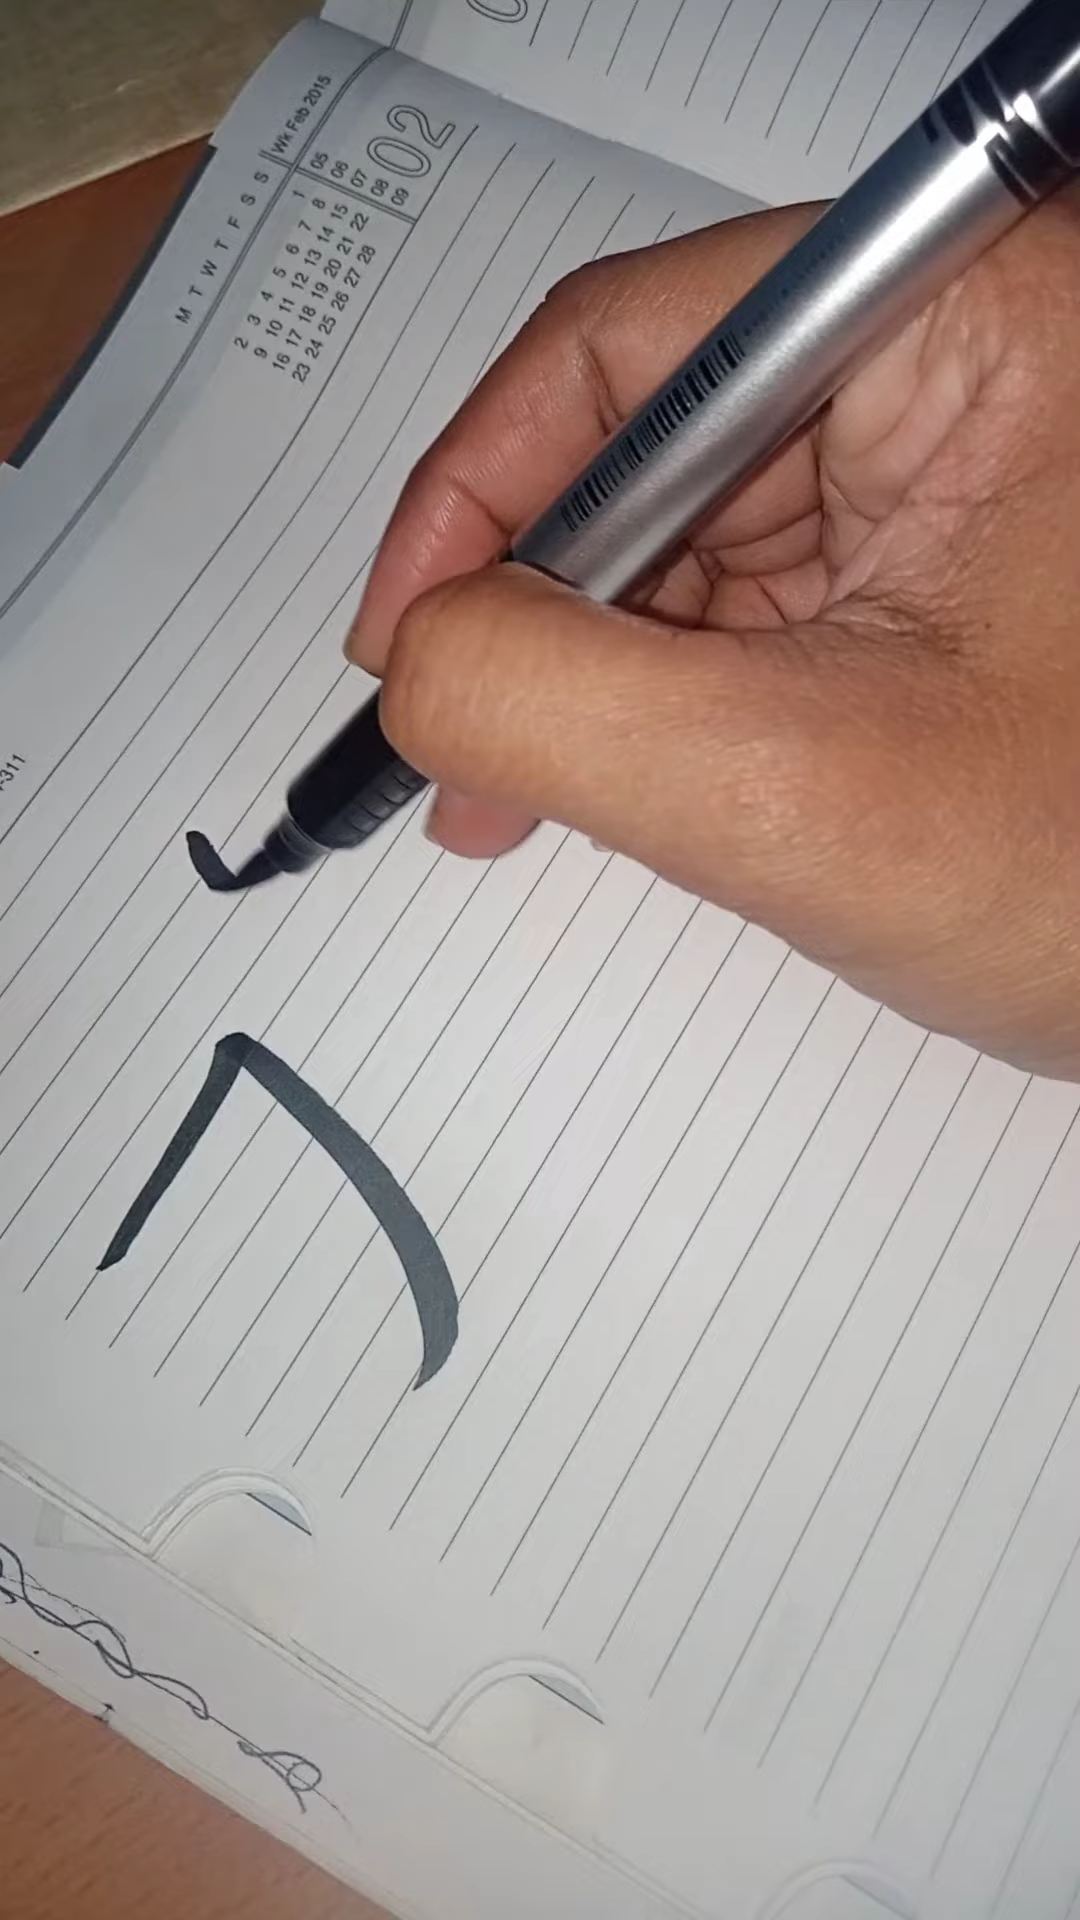 Wk Feb 2015
M T W T F S S
05 1
06 2 3 4 5 6 7 8
07 9 10 11 12 13 14 15
08 16 17 18 19 20 21 22
09 23 24 25 26 27 28
02
-311